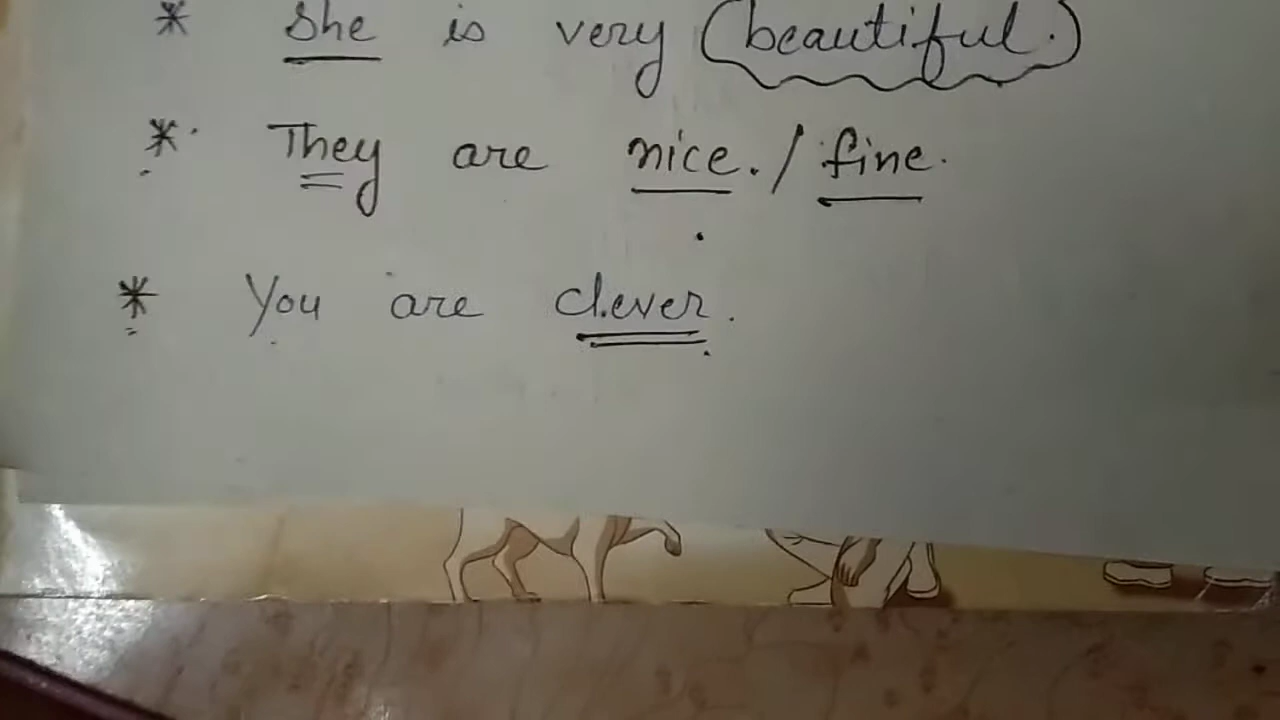 * She is very (beautiful.)
* They are nice. / fine.
* You are clever.